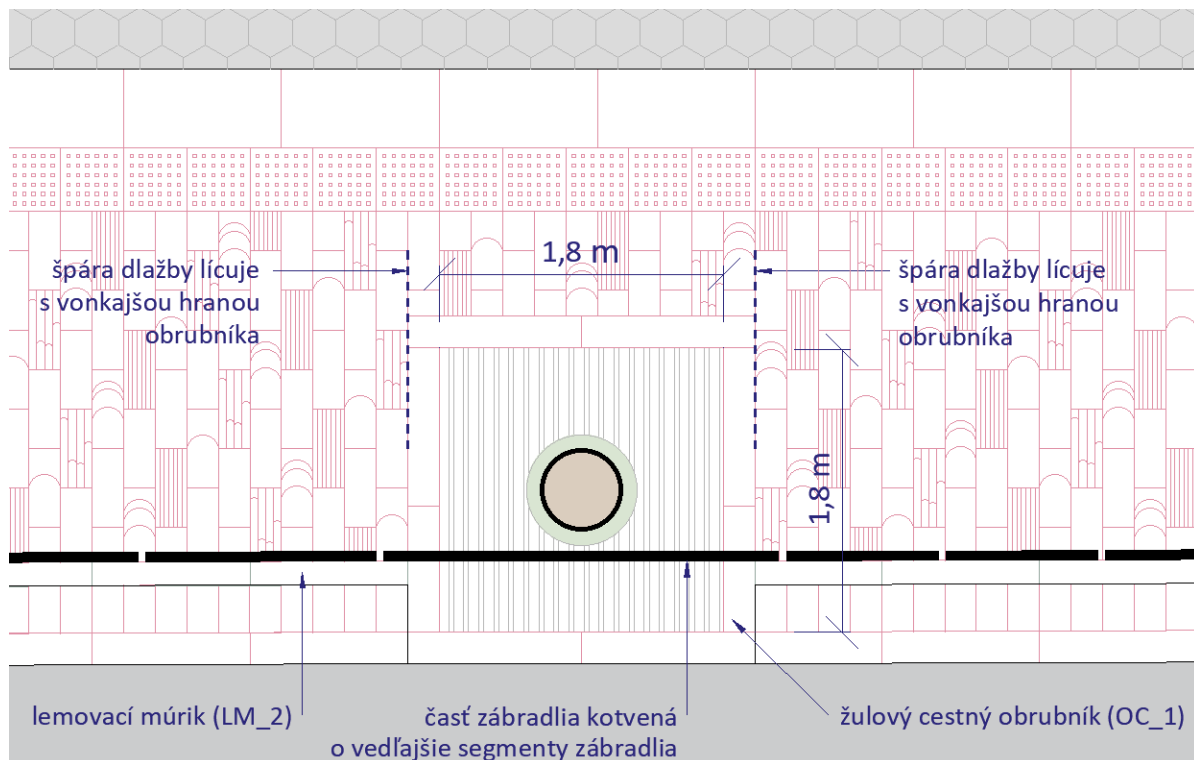 1,8 m
špára dlažby lícuje
s vonkajšou hranou
obrubníka
špára dlažby lícuje
s vonkajšou hranou
obrubníka
1,8 m
lemovací múrik (LM_2)
časť zábradlia kotvená
o vedľajšie segmenty zábradlia
žulový cestný obrubník (OC_1)